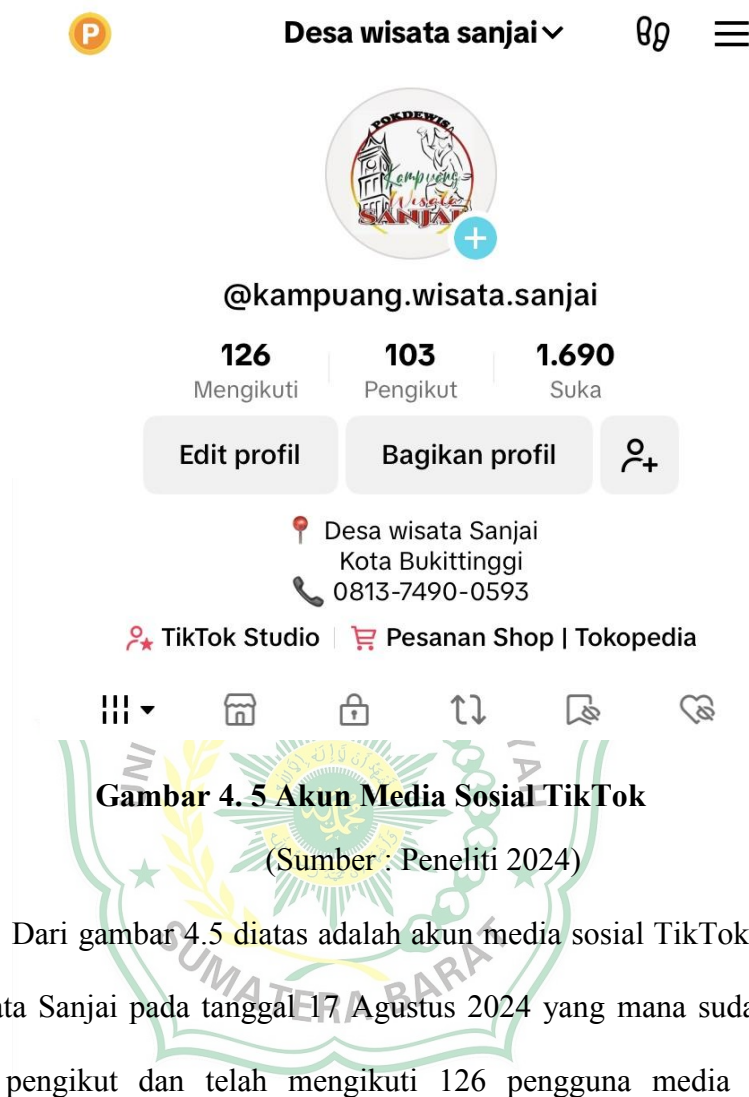 P
Desa wisata sanjai
POKDEWIS
Kampuang
Wisata
SANJAI
@kampuang.wisata.sanjai
126 103 1.690
Mengikuti Pengikut Suka
Edit profil Bagikan profil
Desa wisata Sanjai
Kota Bukittinggi
0813-7490-0593
TikTok Studio Pesanan Shop | Tokopedia
Gambar 4. 5 Akun Media Sosial TikTok
(Sumber : Peneliti 2024)
Dari gambar 4.5 diatas adalah akun media sosial TikTok
ata Sanjai pada tanggal 17 Agustus 2024 yang mana suda
pengikut dan telah mengikuti 126 pengguna media
SUMATERA BARAT